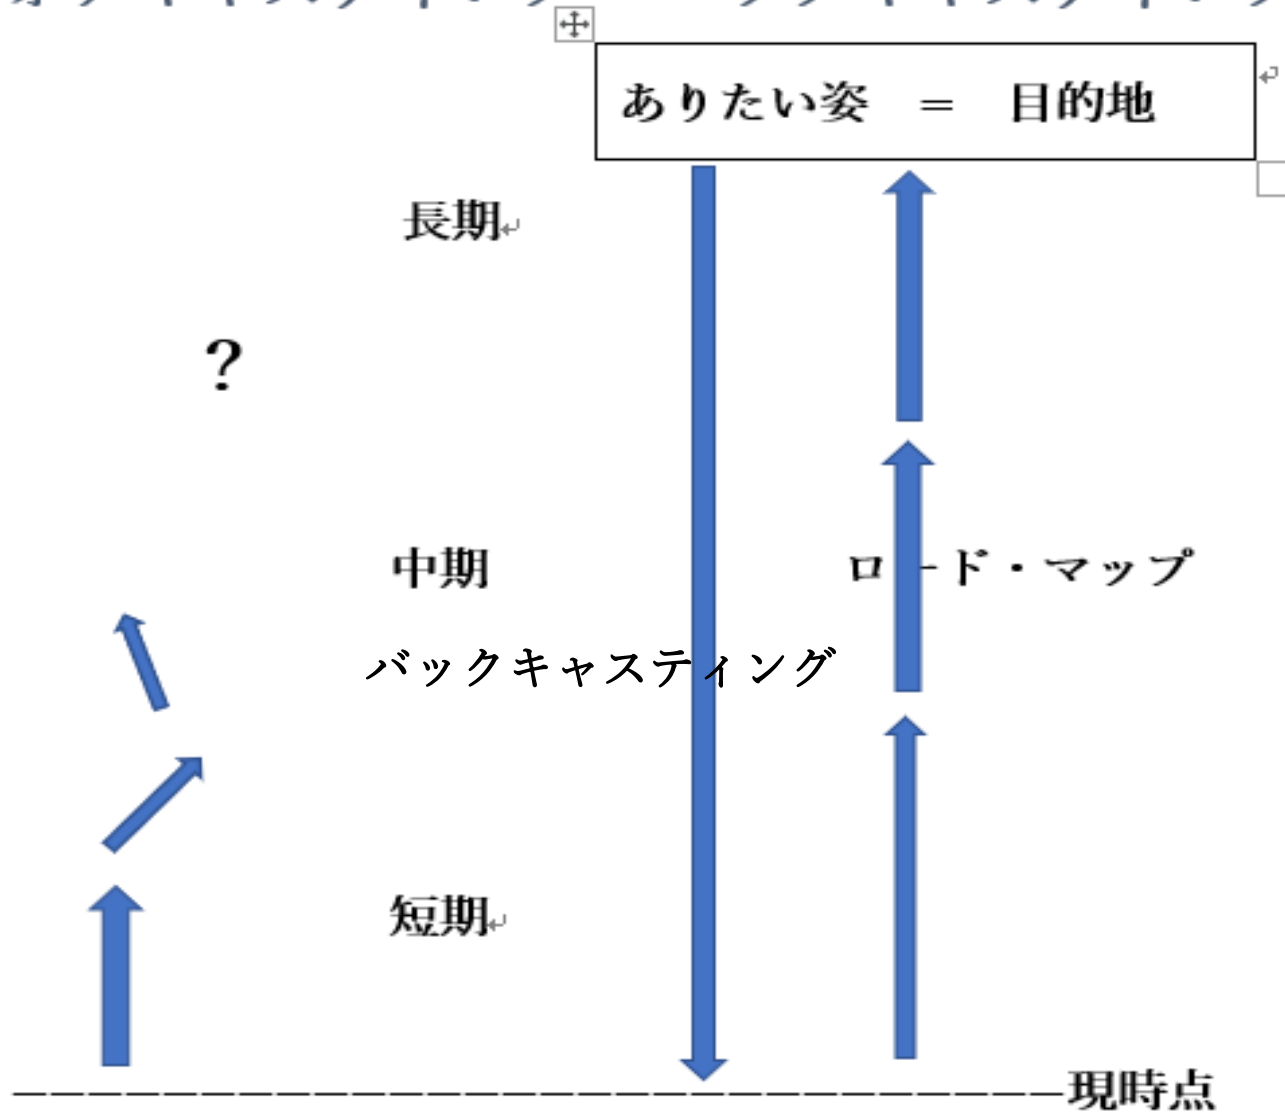 ありたい姿　＝　目的地
長期
？
中期
ロード・マップ
バックキャスティング
短期
現時点